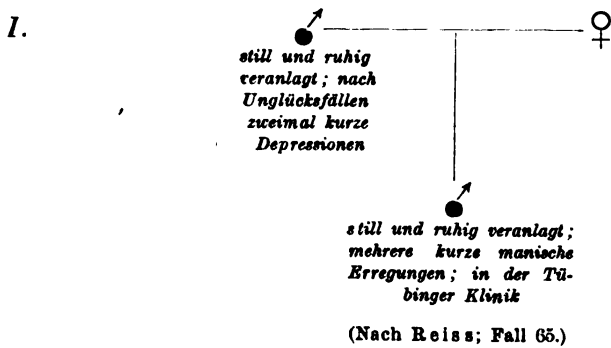 I.
still und ruhig
veranlagt; nach
Unglücksfällen
zweimal kurze
Depressionen
still und ruhig veranlagt;
mehrere kurze manische
Erregungen; in der Tü-
binger Klinik
(Nach Reiss; Fall 65.)